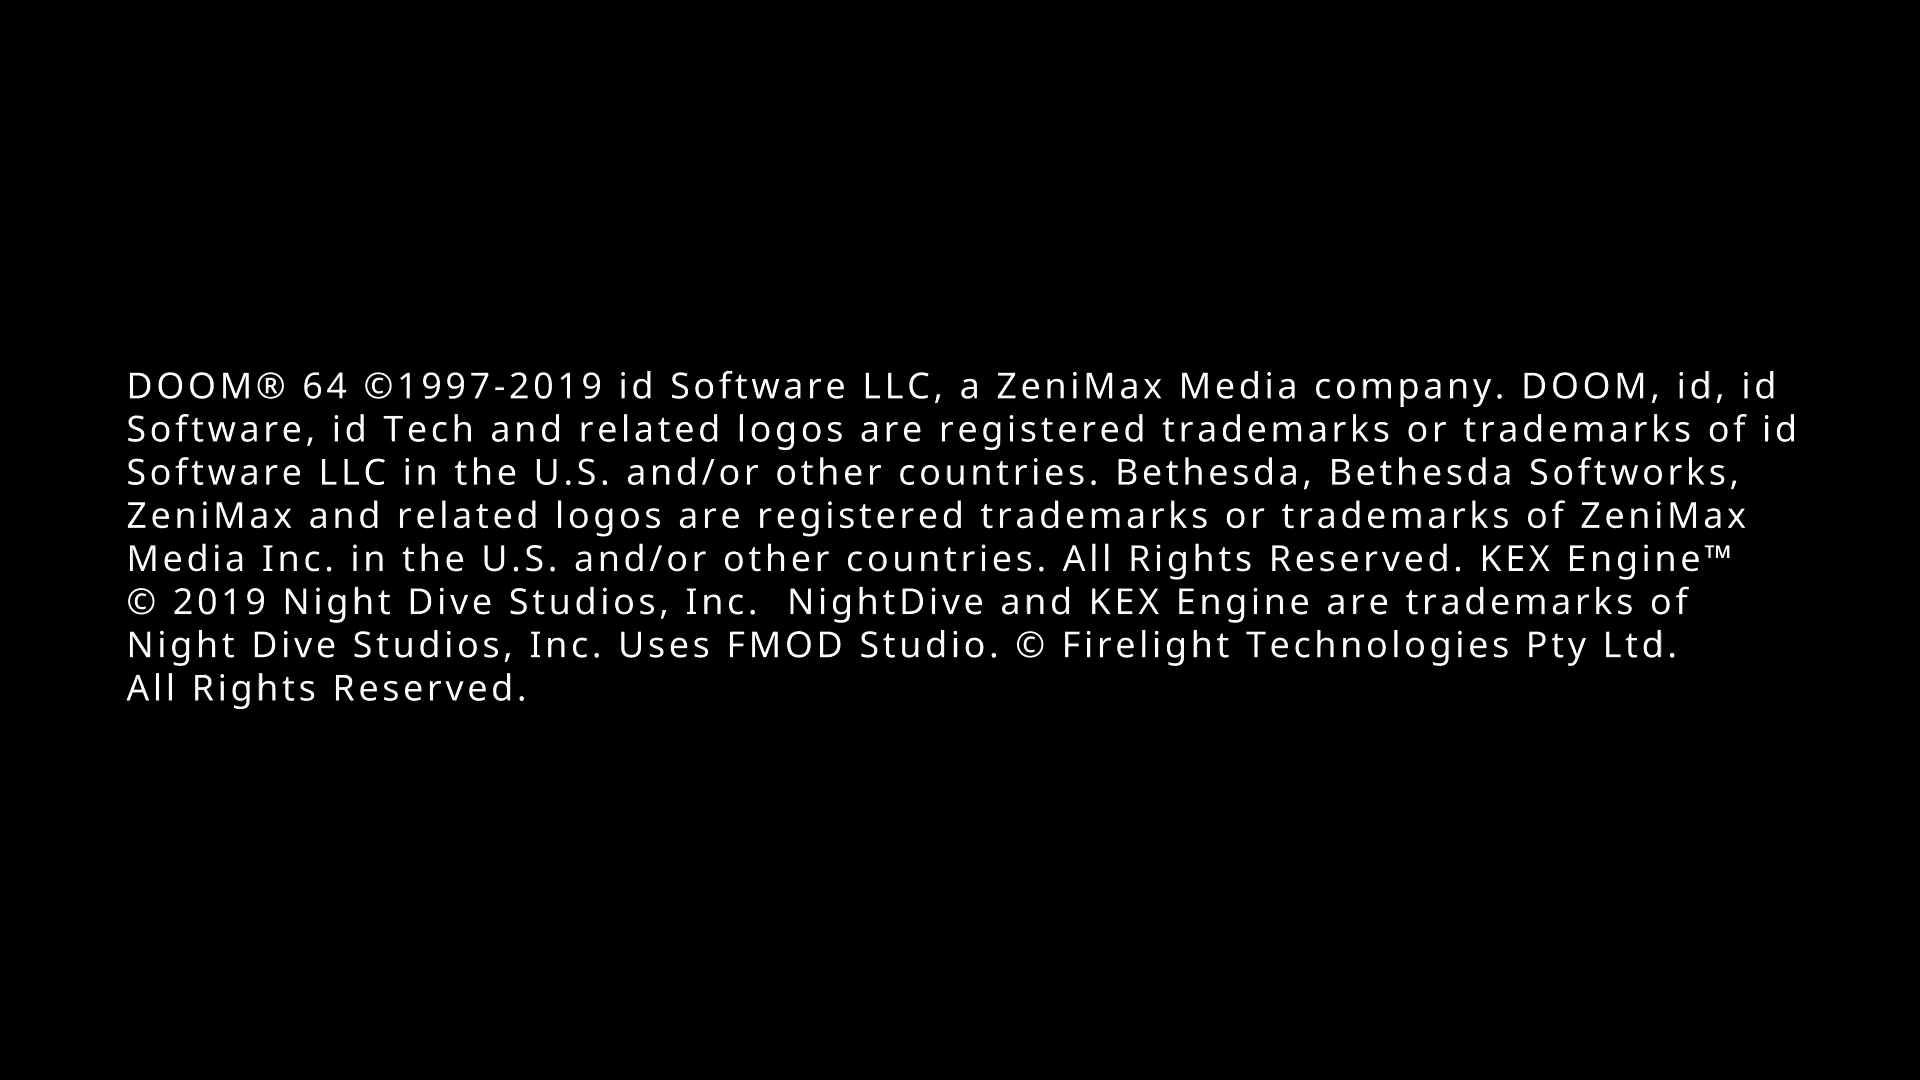 DOOM® 64 ©1997-2019 id Software LLC, a ZeniMax Media company. DOOM, id, id
Software, id Tech and related logos are registered trademarks or trademarks of id
Software LLC in the U.S. and/or other countries. Bethesda, Bethesda Softworks,
ZeniMax and related logos are registered trademarks or trademarks of ZeniMax
Media Inc. in the U.S. and/or other countries. All Rights Reserved. KEX Engine™
© 2019 Night Dive Studios, Inc.  NightDive and KEX Engine are trademarks of
Night Dive Studios, Inc. Uses FMOD Studio. © Firelight Technologies Pty Ltd.
All Rights Reserved.